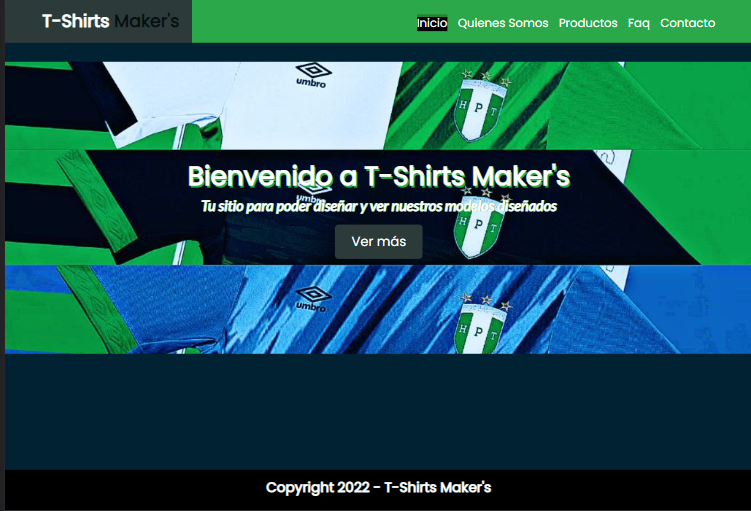 T-Shirts Maker's
Inicio Quienes Somos Productos Faq Contacto
umbro
H P T
Bienvenido a T-Shirts Maker's
umbro
Tu sitio para poder diseñar y ver nuestros modelos diseñados
H P T
Ver más
umbro
H P T
Copyright 2022 - T-Shirts Maker's